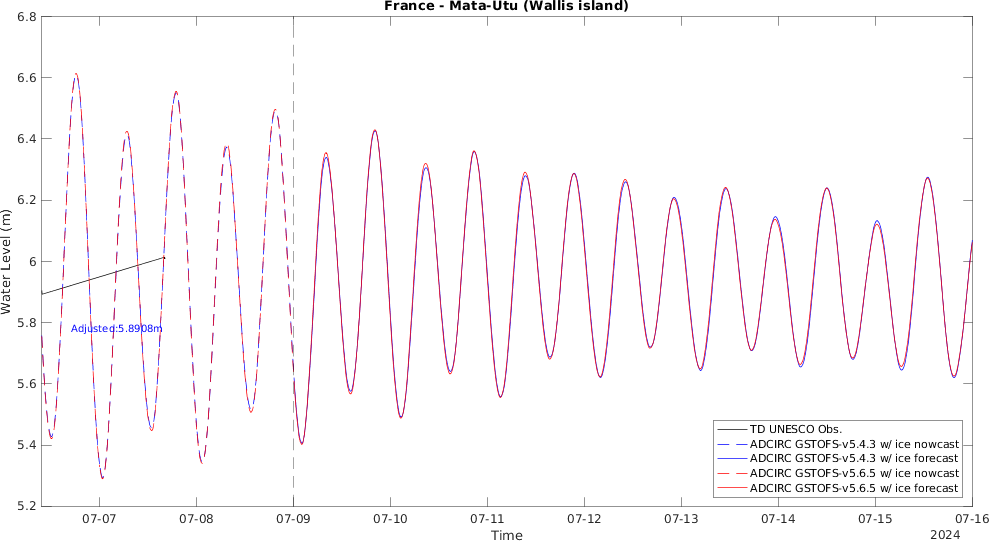 France - Mata-Utu (Wallis island)
6.8
6.6
6.4
6.2
6
5.8
5.6
5.4
5.2
Water Level (m)
Adjusted:5.8908m
TD UNESCO Obs.
ADCIRC GSTOFS-v5.4.3 w/ ice nowcast
ADCIRC GSTOFS-v5.4.3 w/ ice forecast
ADCIRC GSTOFS-v5.6.5 w/ ice nowcast
ADCIRC GSTOFS-v5.6.5 w/ ice forecast
07-07 07-08 07-09 07-10 07-11 07-12 07-13 07-14 07-15 07-16
Time
2024